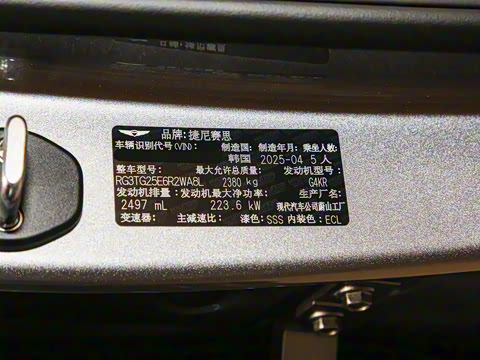 品牌:捷尼赛思
车辆识别代号(VIN): 制造国: 制造年月: 乘坐人数:
韩国 2025-04 5人
整车型号: 最大允许总质量: 发动机型号:
RG3TG25E6R2WA8L 2380 kg G4KR
发动机排量: 发动机最大净功率:
2497 mL 223.6 kW 现代汽车公司蔚山工厂
变速器: 主减速比: 漆色: SSS 内装色: ECL